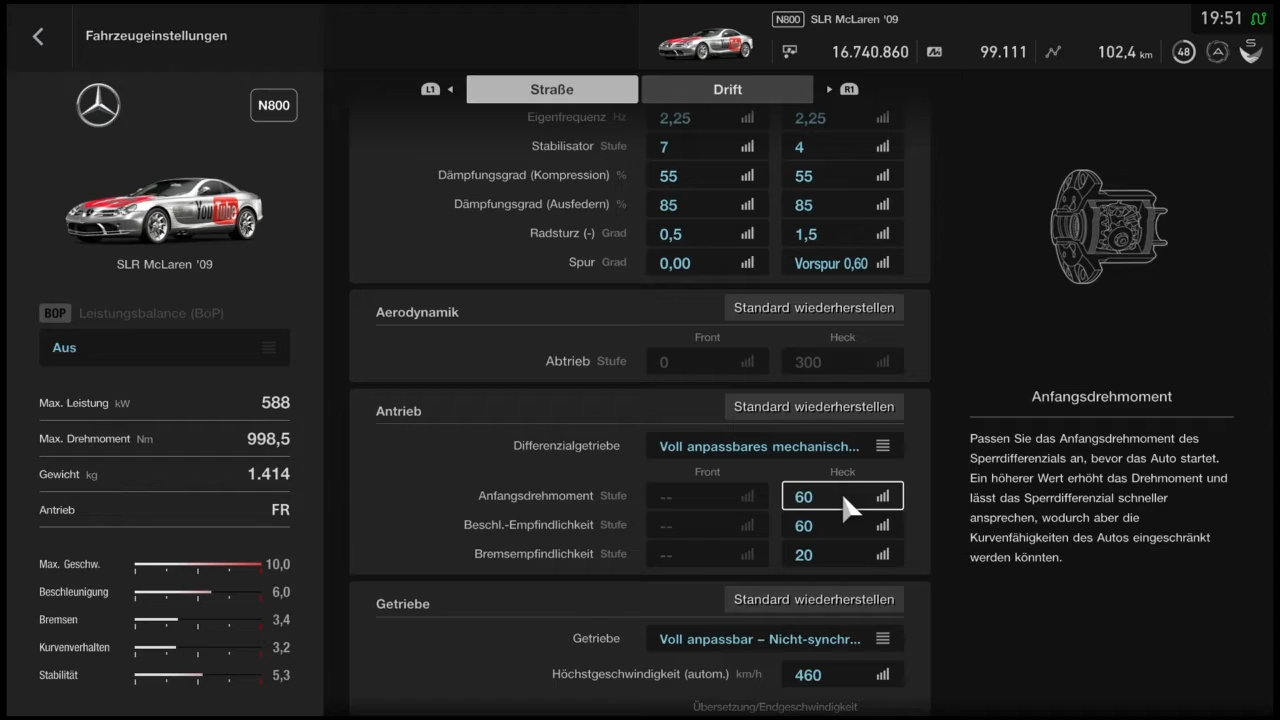 Fahrzeugeinstellungen
N800 SLR McLaren '09
19:51
16.740.860 99.111 102,4 km 48
L1 Straße Drift R1
N800
YouTube
SLR McLaren '09
BOP Leistungsbalance (BoP)
Aus
Max. Leistung kW 588
Max. Drehmoment Nm 998,5
Gewicht kg 1.414
Antrieb FR
Max. Geschw. 10,0
Beschleunigung 6,0
Bremsen 3,4
Kurvenverhalten 3,2
Stabilität 5,3
Eigenfrequenz Hz 2,25 2,25
Stabilisator Stufe 7 4
Dämpfungsgrad (Kompression) % 55 55
Dämpfungsgrad (Ausfedern) % 85 85
Radsturz (-) Grad 0,5 1,5
Spur Grad 0,00 Vorspur 0,60
Aerodynamik Standard wiederherstellen
Front Heck
Abtrieb Stufe 0 300
Antrieb Standard wiederherstellen
Differenzialgetriebe Voll anpassbares mechanisch...
Front Heck
Anfangsdrehmoment Stufe -- 60
Beschl.-Empfindlichkeit Stufe -- 60
Bremsempfindlichkeit Stufe -- 20
Getriebe Standard wiederherstellen
Getriebe Voll anpassbar – Nicht-synchr...
Höchstgeschwindigkeit (autom.) km/h 460
Übersetzung/Endgeschwindigkeit
Anfangsdrehmoment
Passen Sie das Anfangsdrehmoment des
Sperrdifferenzials an, bevor das Auto startet.
Ein höherer Wert erhöht das Drehmoment und
lässt das Sperrdifferenzial schneller
ansprechen, wodurch aber die
Kurvenfähigkeiten des Autos eingeschränkt
werden könnten.